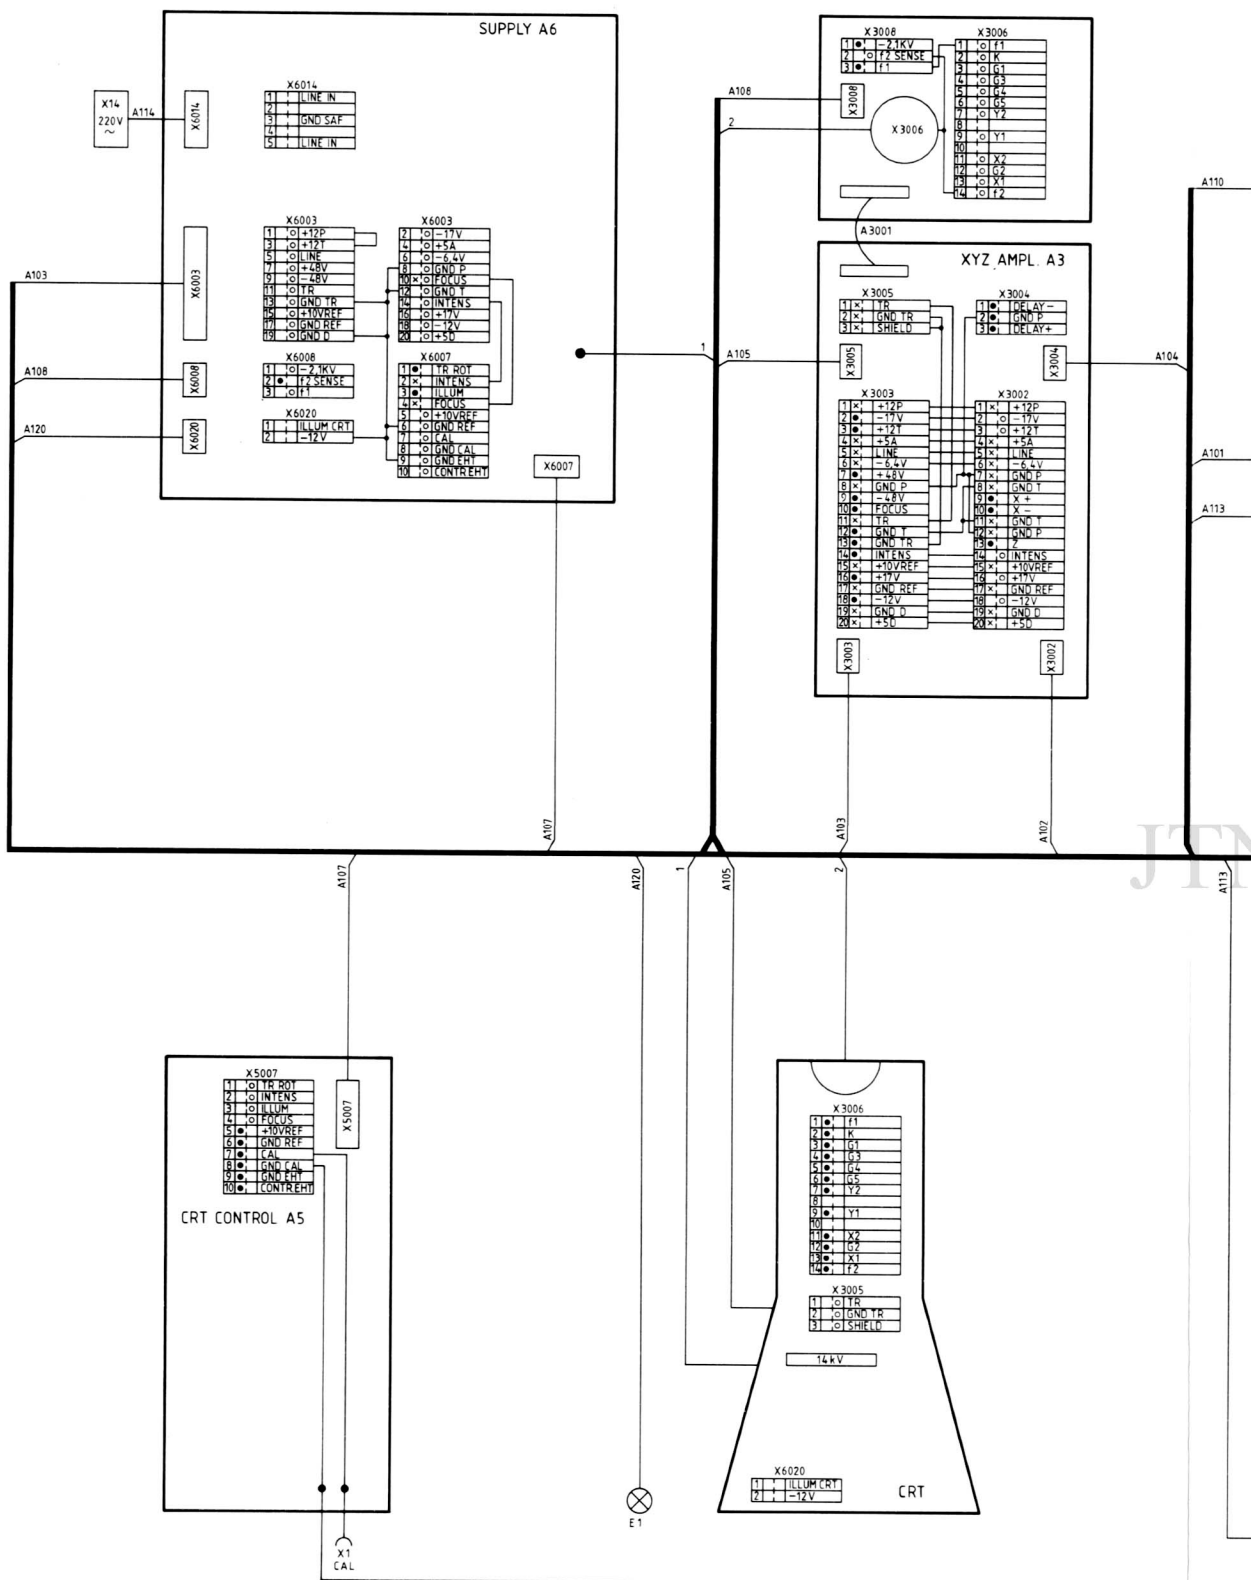 SUPPLY A6
X14
220V
~
A114
X6014
X6014
1 LINE IN
2
3 GND SAF
4
5 LINE IN
X6003
X6003
1 +12P
3 +12T
5 LINE
7 +48V
9 -48V
11 TR
13 GND TR
15 +10VREF
17 GND REF
19 GND D
X6003
2 -17V
4 +5A
6 -6,4V
8 GND P
10 x FOCUS
12 GND T
14 INTENS
16 +17V
18 -12V
20 +5D
A103
A108
A120
X6008
X6008
1 -2,1KV
2 f2 SENSE
3 f1
X6020
X6020
1 ILLUM CRT
2 -12V
X6007
1 TR ROT
2 x INTENS
3 ILLUM
4 x FOCUS
5 +10VREF
6 GND REF
7 CAL
8 GND CAL
9 GND EHT
10 CONTREHT
X6007
1
A107
A108
2
X3008
1 -2,1KV
2 f2 SENSE
3 f1
X3008
X3006
X3006
1 f1
2 K
3 G1
4 G3
5 G4
6 G5
7 Y2
8
9 Y1
10
11 X2
12 G2
13 X1
14 f2
A3001
XYZ AMPL. A3
A105
X3005
1 x TR
2 x GND TR
3 x SHIELD
X3005
X3004
1 DELAY-
2 GND P
3 DELAY+
X3004
A104
X3003
1 x +12P
2 -17V
3 +12T
4 x +5A
5 x LINE
6 x -6,4V
7 +48V
8 x GND P
9 -48V
10 FOCUS
11 x TR
12 GND T
13 GND TR
14 INTENS
15 x +10VREF
16 +17V
17 x GND REF
18 -12V
19 x GND D
20 x +5D
X3002
1 x +12P
2 -17V
3 +12T
4 x +5A
5 x LINE
6 x -6,4V
7 x GND P
8 x GND T
9 X +
10 X -
11 x GND T
12 x GND P
13 Z
14 INTENS
15 x +10VREF
16 +17V
17 x GND REF
18 -12V
19 x GND D
20 x +5D
X3003
X3002
A103
A102
A110
A101
A113
JTN
A107
A120
1
A105
2
A113
X5007
1 TR ROT
2 INTENS
3 ILLUM
4 FOCUS
5 +10VREF
6 GND REF
7 CAL
8 GND CAL
9 GND EHT
10 CONTREHT
X5007
CRT CONTROL A5
X1
CAL
E1
X3006
1 f1
2 K
3 G1
4 G3
5 G4
6 G5
7 Y2
8
9 Y1
10
11 X2
12 G2
13 X1
14 f2
X3005
1 TR
2 GND TR
3 SHIELD
14kV
X6020
1 ILLUM CRT
2 -12V
CRT